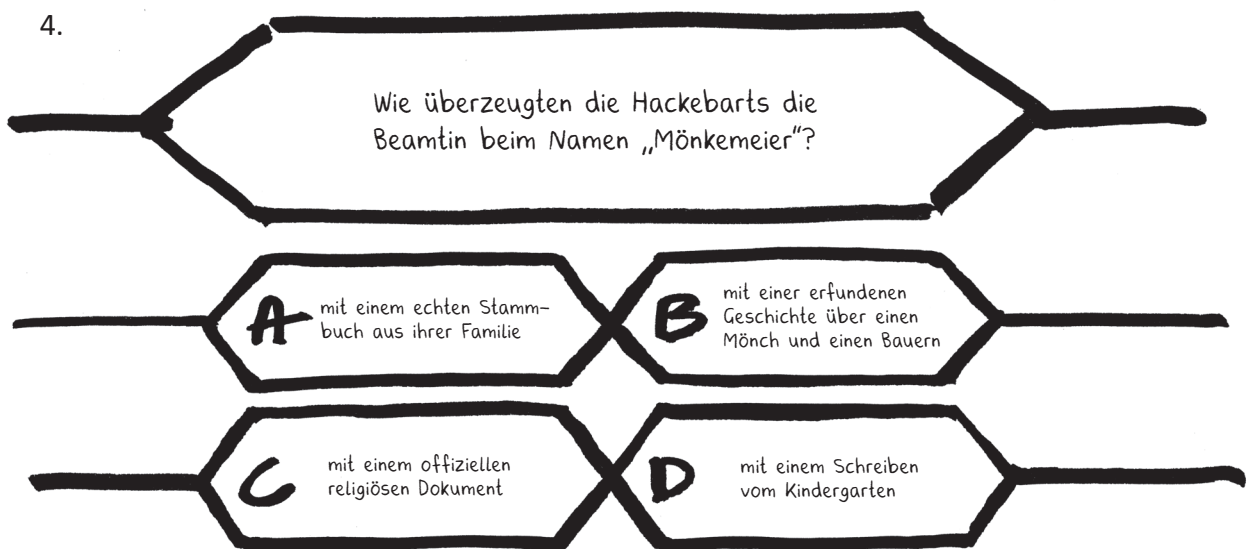 4.
Wie überzeugten die Hackebarts die
Beamtin beim Namen „Mönkemeier“?
A
mit einem echten Stamm-
buch aus ihrer Familie
B
mit einer erfundenen
Geschichte über einen
Mönch und einen Bauern
C
mit einem offiziellen
religiösen Dokument
D
mit einem Schreiben
vom Kindergarten